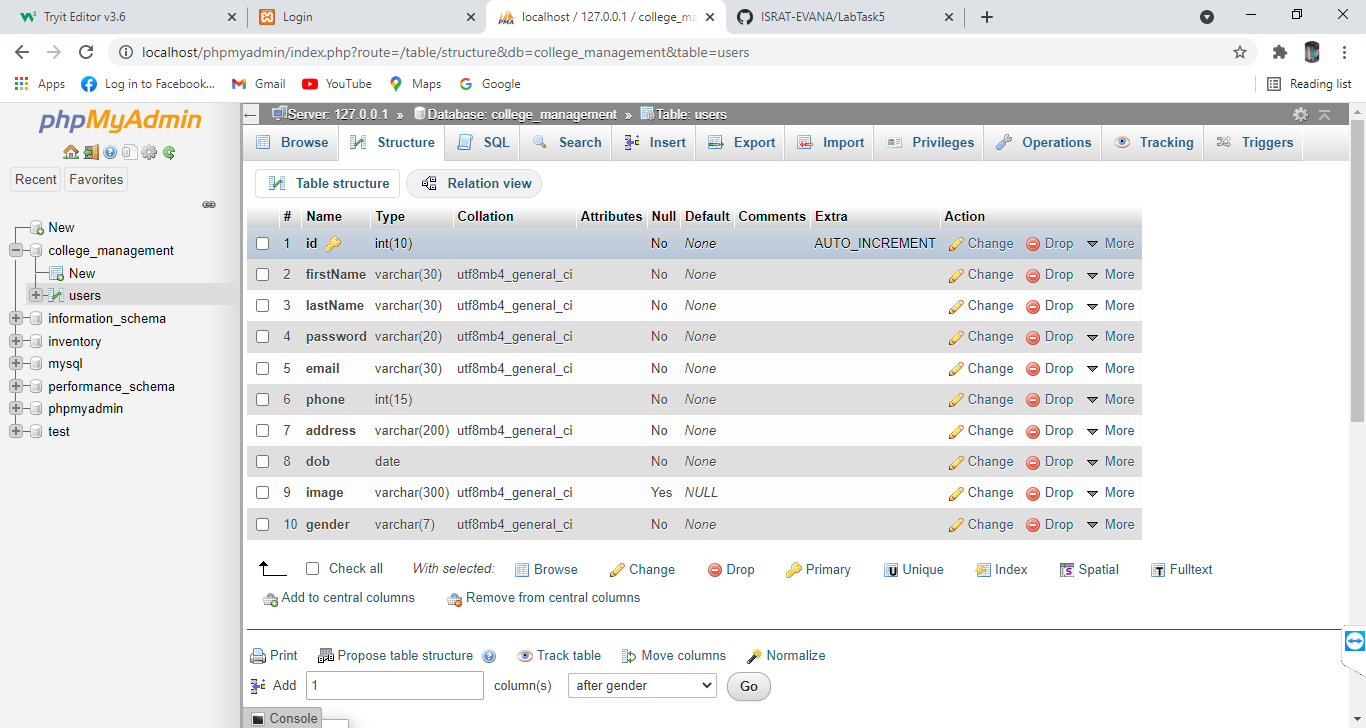 Tryit Editor v3.6
Login
localhost / 127.0.0.1 / college_ma
ISRAT-EVANA/LabTask5
localhost/phpmyadmin/index.php?route=/table/structure&db=college_management&table=users
Apps
Log in to Facebook...
Gmail
YouTube
Maps
Google
Reading list
phpMyAdmin
Recent
Favorites
New
college_management
New
users
information_schema
inventory
mysql
performance_schema
phpmyadmin
test
Server: 127.0.0.1 » Database: college_management » Table: users
Browse Structure SQL Search Insert Export Import Privileges Operations Tracking Triggers
Table structure Relation view
# Name Type Collation Attributes Null Default Comments Extra Action
1 id int(10) No None AUTO_INCREMENT Change Drop More
2 firstName varchar(30) utf8mb4_general_ci No None Change Drop More
3 lastName varchar(30) utf8mb4_general_ci No None Change Drop More
4 password varchar(20) utf8mb4_general_ci No None Change Drop More
5 email varchar(30) utf8mb4_general_ci No None Change Drop More
6 phone int(15) No None Change Drop More
7 address varchar(200) utf8mb4_general_ci No None Change Drop More
8 dob date No None Change Drop More
9 image varchar(300) utf8mb4_general_ci Yes NULL Change Drop More
10 gender varchar(7) utf8mb4_general_ci No None Change Drop More
Check all With selected: Browse Change Drop Primary Unique Index Spatial Fulltext
Add to central columns Remove from central columns
Print Propose table structure Track table Move columns Normalize
Add 1 column(s) after gender Go
Console